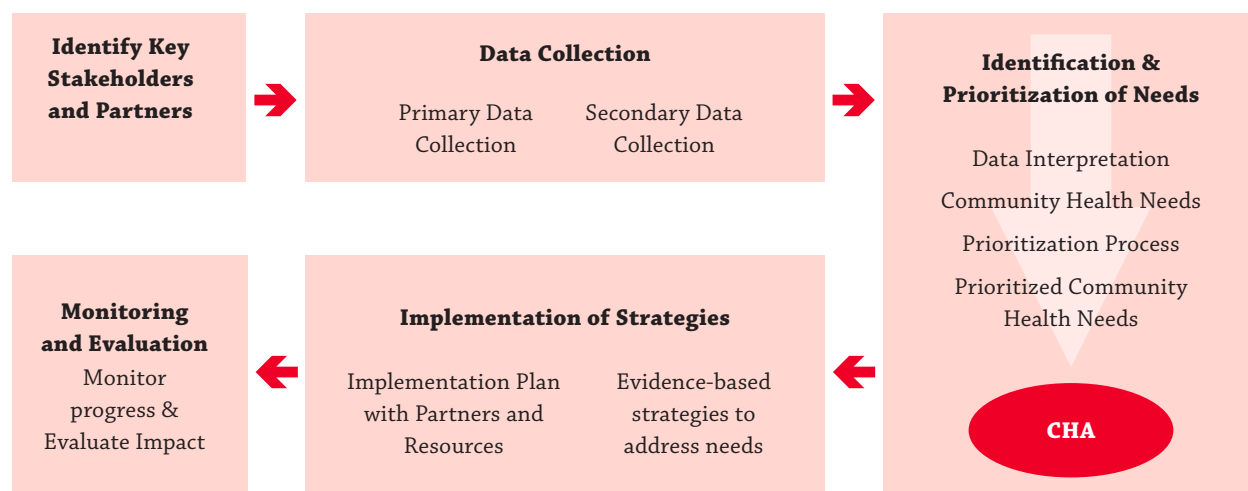 Identify Key
Stakeholders
and Partners
Data Collection
Primary Data
Collection
Secondary Data
Collection
Identification &
Prioritization of Needs
Data Interpretation
Community Health Needs
Prioritization Process
Prioritized Community
Health Needs
CHA
Implementation of Strategies
Implementation Plan
with Partners and
Resources
Evidence-based
strategies to
address needs
Monitoring
and Evaluation
Monitor
progress &
Evaluate Impact